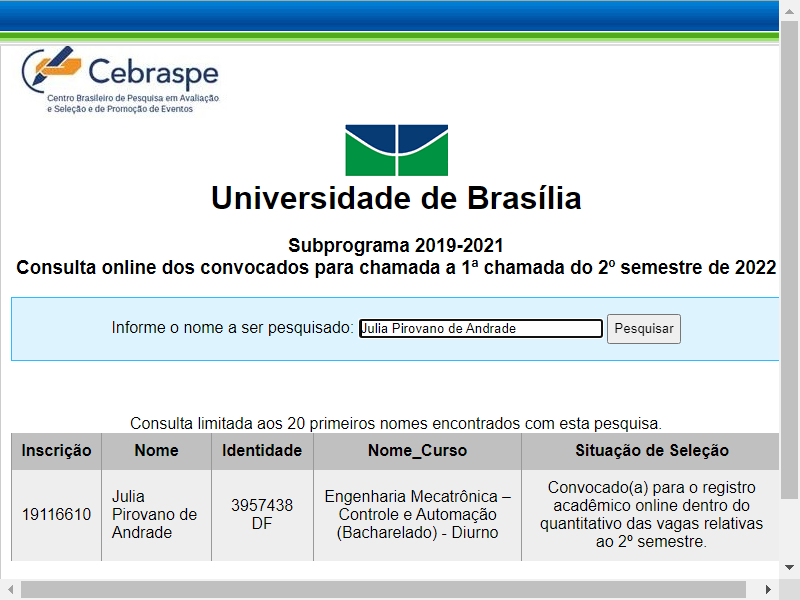 Cebraspe
Centro Brasileiro de Pesquisa em Avaliação
e Seleção e de Promoção de Eventos
Universidade de Brasília
Subprograma 2019-2021
Consulta online dos convocados para chamada a 1ª chamada do 2º semestre de 2022
Informe o nome a ser pesquisado: Julia Pirovano de Andrade Pesquisar
Consulta limitada aos 20 primeiros nomes encontrados com esta pesquisa.
Inscrição Nome Identidade Nome_Curso Situação de Seleção
19116610
Julia
Pirovano de
Andrade
3957438
DF
Engenharia Mecatrônica –
Controle e Automação
(Bacharelado) - Diurno
Convocado(a) para o registro
acadêmico online dentro do
quantitativo das vagas relativas
ao 2º semestre.